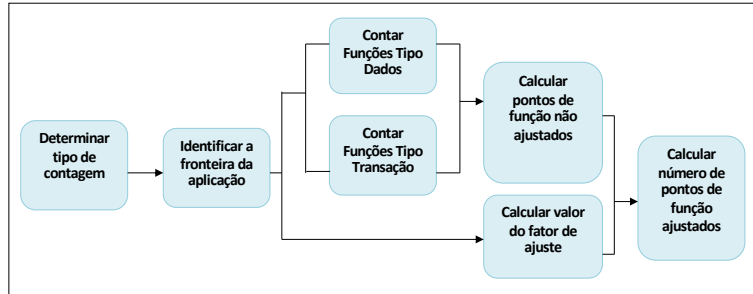 Determinar
tipo de
contagem
Identificar a
fronteira da
aplicação
Contar
Funções Tipo
Dados
Contar
Funções Tipo
Transação
Calcular
pontos de
função não
ajustados
Calcular valor
do fator de
ajuste
Calcular
número de
pontos de
função
ajustados